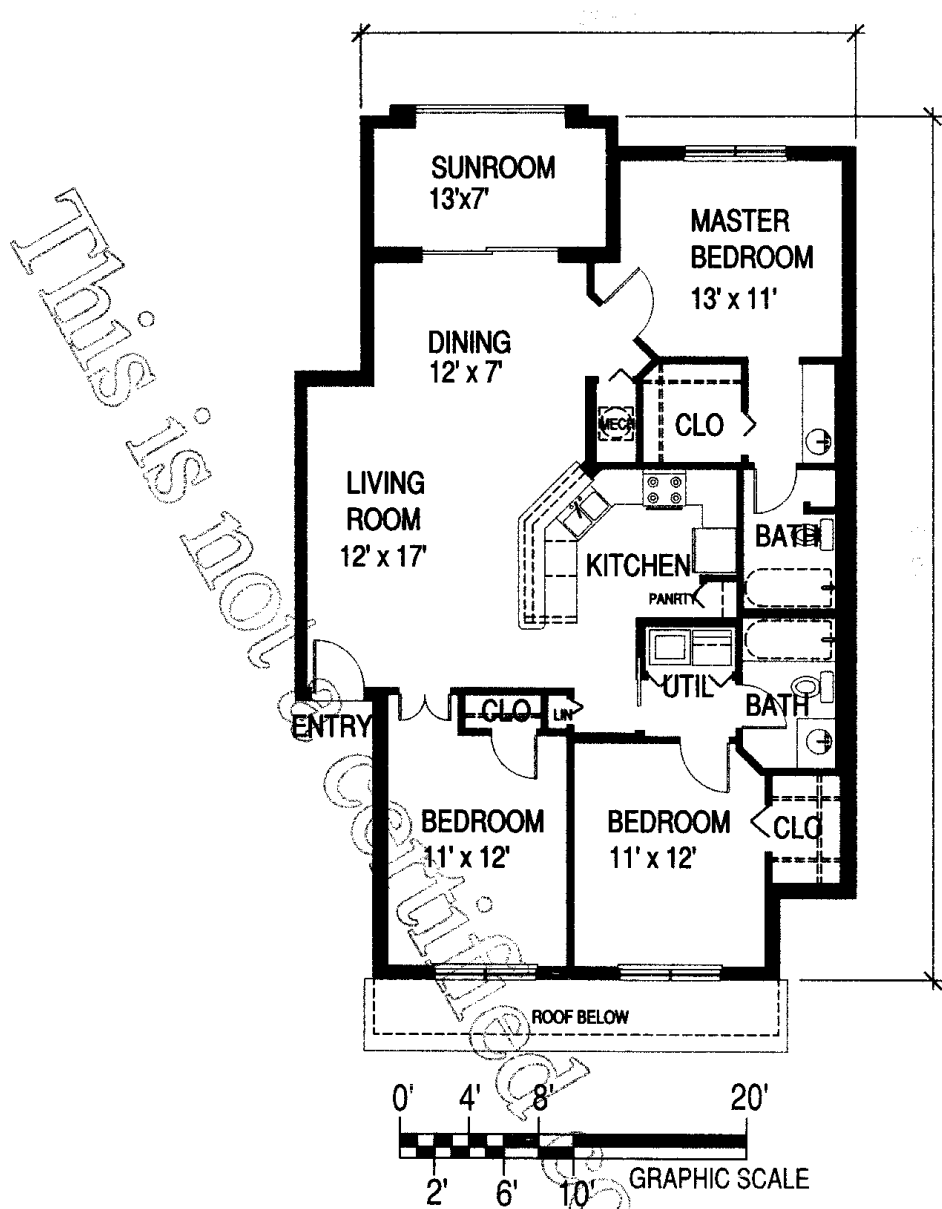 SUNROOM
13'x7'
MASTER
BEDROOM
13' x 11'
DINING
12' x 7'
MECH
CLO
LIVING
ROOM
12' x 17'
KITCHEN
BATH
PANRTY
UTIL
BATH
ENTRY
CLO
LIN
BEDROOM
11' x 12'
BEDROOM
11' x 12'
CLO
ROOF BELOW
0' 4' 8' 20'
2' 6' 10'
GRAPHIC SCALE
This is not a certified